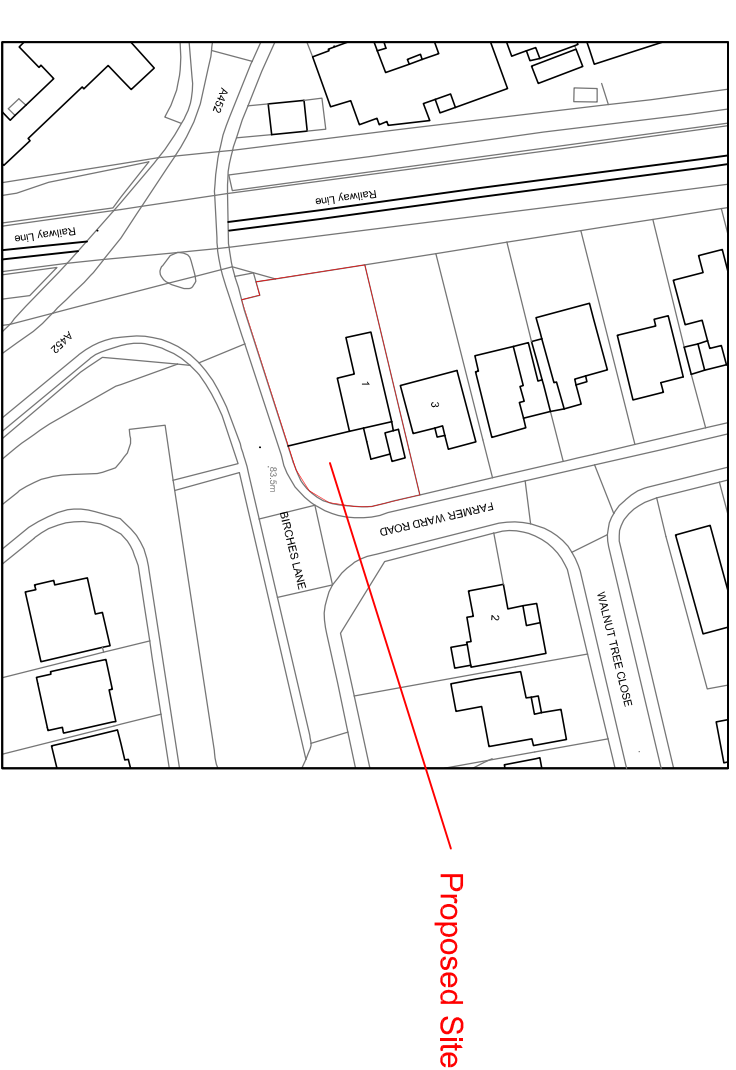 A452
Railway Line
Railway Line
A452
1
3
83.5m
BIRCHES LANE
FARMER WARD ROAD
2
WALNUT TREE CLOSE
Proposed Site